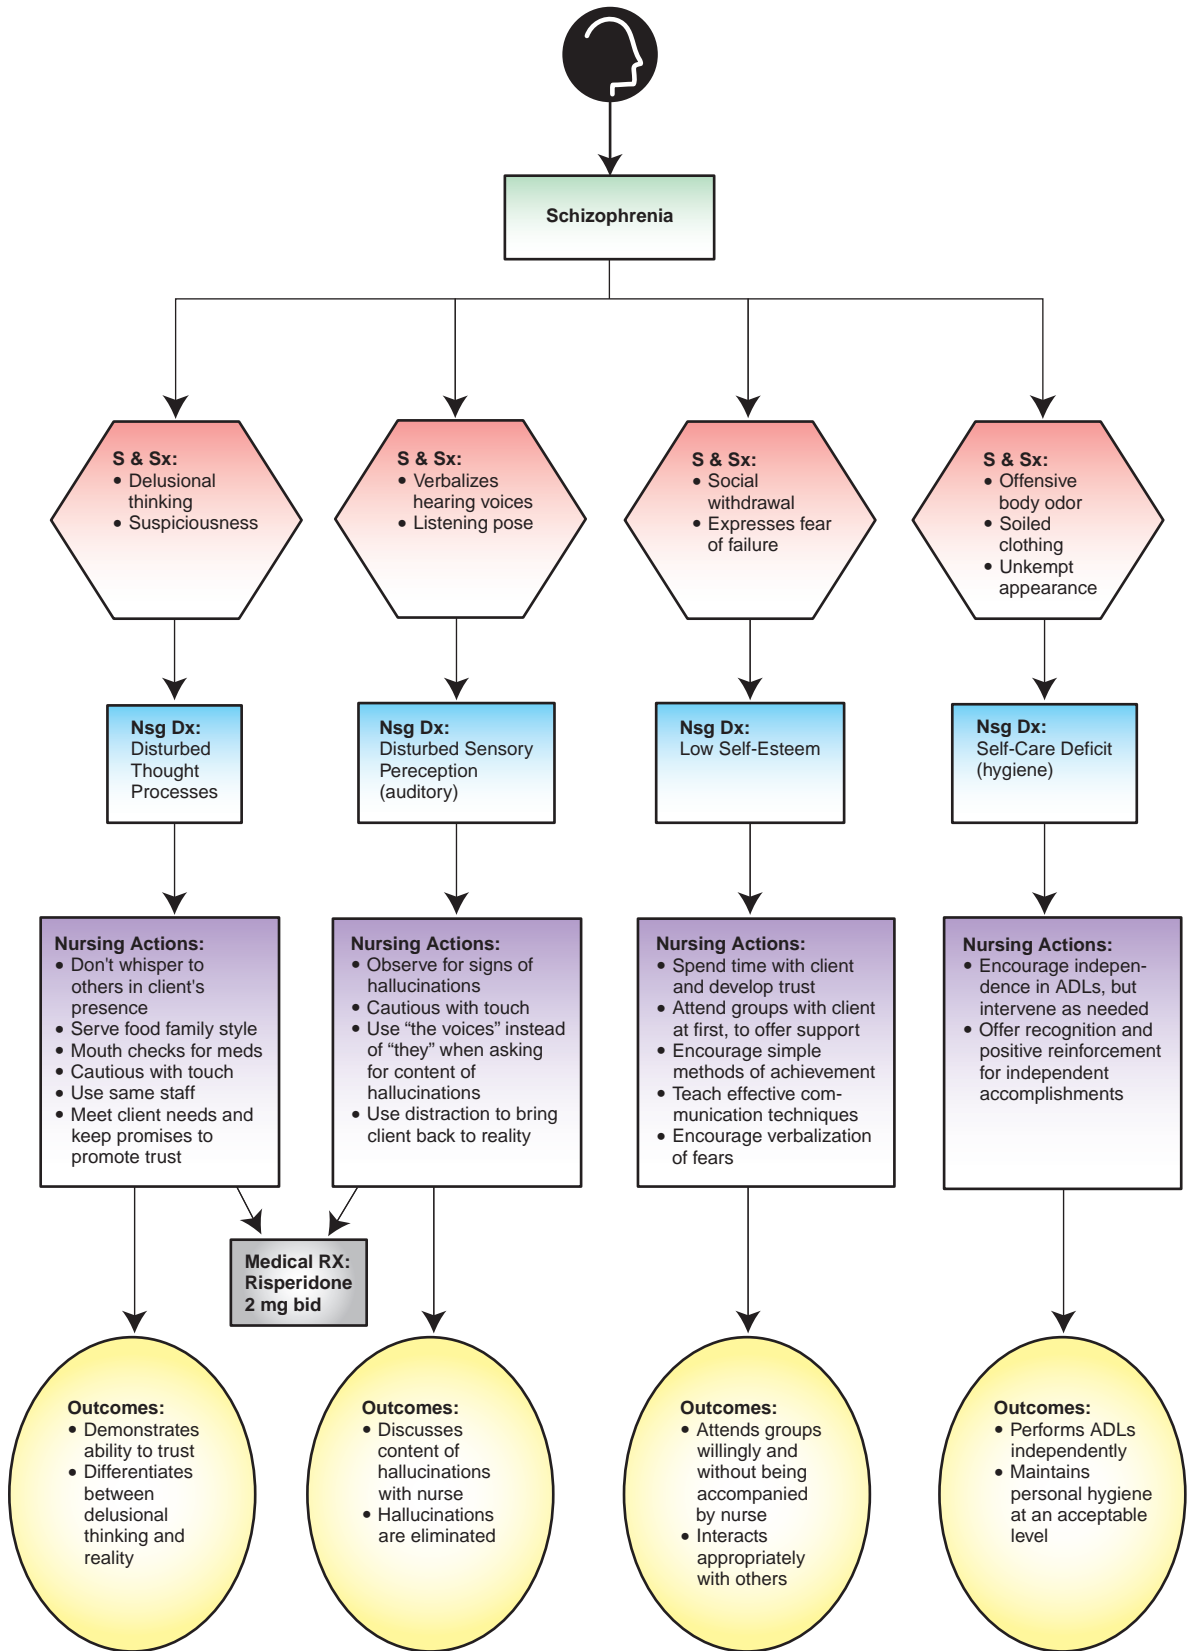 Schizophrenia
S & Sx:
• Delusional
thinking
• Suspiciousness
S & Sx:
• Verbalizes
hearing voices
• Listening pose
S & Sx:
• Social
withdrawal
• Expresses fear
of failure
S & Sx:
• Offensive
body odor
• Soiled
clothing
• Unkempt
appearance
Nsg Dx:
Disturbed
Thought
Processes
Nsg Dx:
Disturbed Sensory
Pereception
(auditory)
Nsg Dx:
Low Self-Esteem
Nsg Dx:
Self-Care Deficit
(hygiene)
Nursing Actions:
• Don't whisper to
others in client's
presence
• Serve food family style
• Mouth checks for meds
• Cautious with touch
• Use same staff
• Meet client needs and
keep promises to
promote trust
Nursing Actions:
• Observe for signs of
hallucinations
• Cautious with touch
• Use “the voices” instead
of “they” when asking
for content of
hallucinations
• Use distraction to bring
client back to reality
Nursing Actions:
• Spend time with client
and develop trust
• Attend groups with client
at first, to offer support
• Encourage simple
methods of achievement
• Teach effective com-
munication techniques
• Encourage verbalization
of fears
Nursing Actions:
• Encourage indepen-
dence in ADLs, but
intervene as needed
• Offer recognition and
positive reinforcement
for independent
accomplishments
Medical RX:
Risperidone
2 mg bid
Outcomes:
• Demonstrates
ability to trust
• Differentiates
between
delusional
thinking and
reality
Outcomes:
• Discusses
content of
hallucinations
with nurse
• Hallucinations
are eliminated
Outcomes:
• Attends groups
willingly and
without being
accompanied
by nurse
• Interacts
appropriately
with others
Outcomes:
• Performs ADLs
independently
• Maintains
personal hygiene
at an acceptable
level